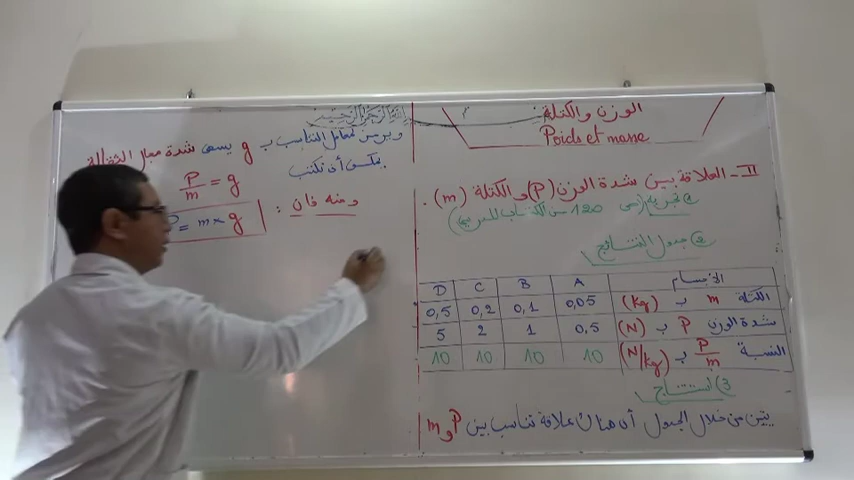 بسم الله الرحمن الرحيم
الوزن والكتلة
Poids et masse
II - العلاقة بين شدة الوزن (P) و الكتلة (m).
① تجربة (ص 120 من الكتاب المدرسي)
② جدول النتائج
الأجسام A B C D
الكتلة m ب (kg) 0,05 0,1 0,2 0,5
شدة الوزن P ب (N) 0,5 1 2 5
النسبة P/m ب (N/kg) 10 10 10 10
3) استنتاج
يتبين من خلال الجدول أن هناك علاقة تناسب بين P و m
ويرمز لمعامل التناسب ب g يسمى شدة مجال الثقالة
يمكن أن نكتب
P/m = g
ومنه فان :
P = m × g